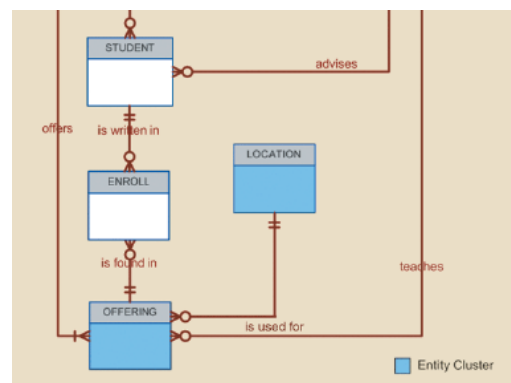 STUDENT
advises
offers
is written in
LOCATION
ENROLL
is found in
teaches
OFFERING
is used for
Entity Cluster